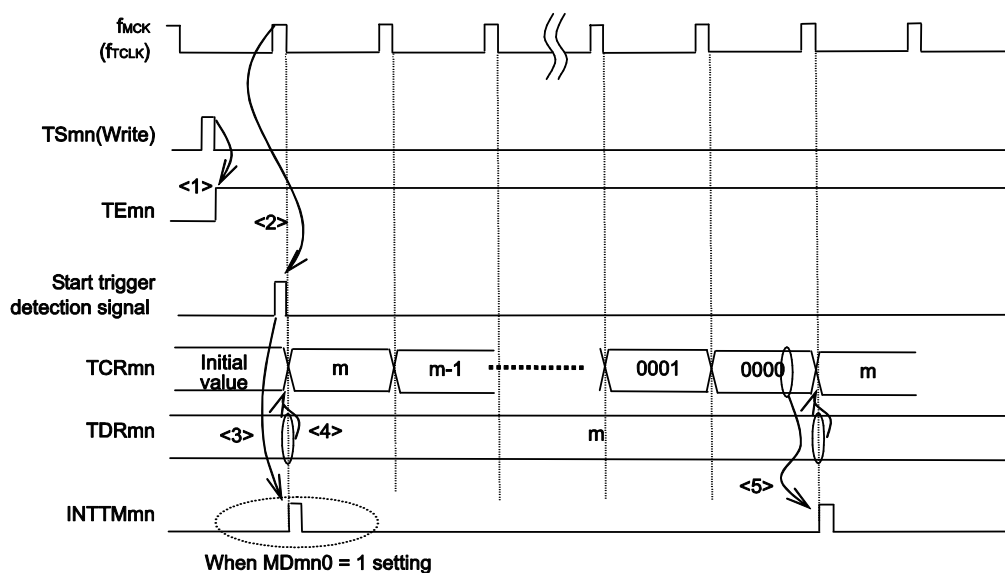 fMCK
(fTCLK)
TSmn(Write)
<1>
TEmn
<2>
Start trigger
detection signal
TCRmn
Initial
value
m
m-1
0001
0000
m
TDRmn
<3>
<4>
m
<5>
INTTMmn
When MDmn0 = 1 setting